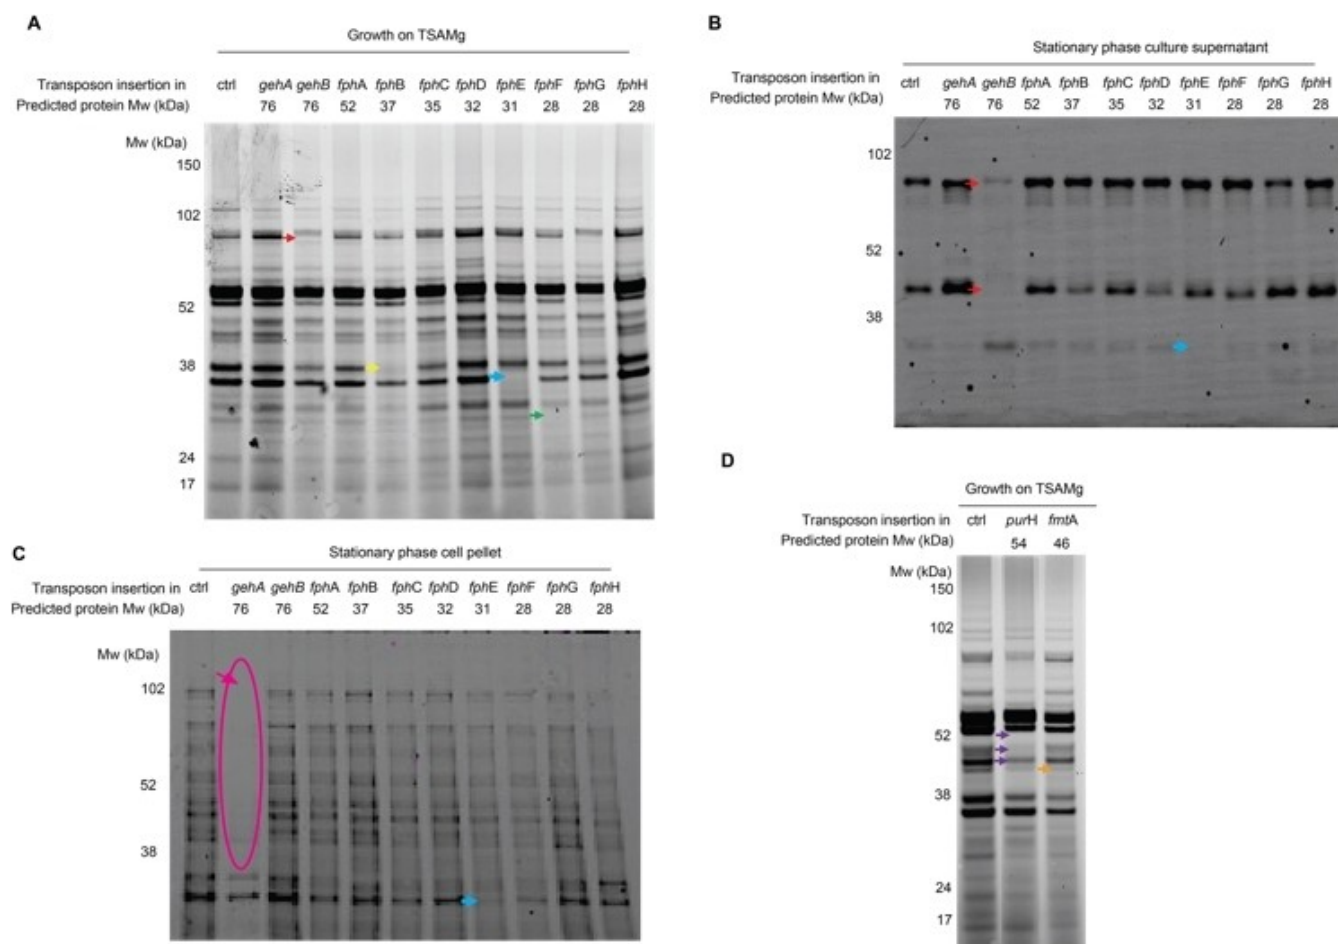 A
Growth on TSAMg
Transposon insertion in ctrl gehA gehB fphA fphB fphC fphD fphE fphF fphG fphH
Predicted protein Mw (kDa) 76 76 52 37 35 32 31 28 28 28
Mw (kDa)
150
102
52
38
24
17
B
Stationary phase culture supernatant
Transposon insertion in ctrl gehA gehB fphA fphB fphC fphD fphE fphF fphG fphH
Predicted protein Mw (kDa) 76 76 52 37 35 32 31 28 28 28
102
52
38
C
Stationary phase cell pellet
Transposon insertion in ctrl gehA gehB fphA fphB fphC fphD fphE fphF fphG fphH
Predicted protein Mw (kDa) 76 76 52 37 35 32 31 28 28 28
Mw (kDa)
102
52
38
D
Growth on TSAMg
Transposon insertion in ctrl purH fmtA
Predicted protein Mw (kDa) 54 46
Mw (kDa)
150
102
52
38
24
17